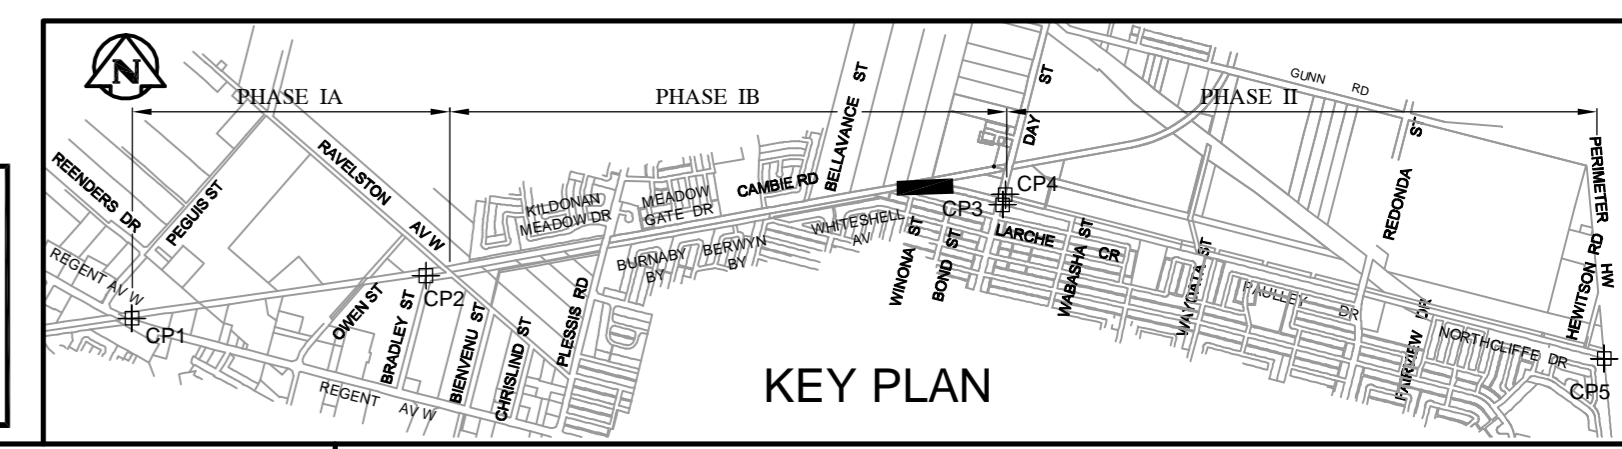 N
PHASE IA
PHASE IB
PHASE II
GUNN RD
REENDERS DR
PEGUIS ST
RAVELSTON AV W
REGENT AV W
CP1
OWEN ST
BRADLEY ST
CP2
BIENVENU ST
CHRISLIND ST
REGENT AV W
PLESSIS RD
KILDONAN
MEADOW DR
MEADOW
GATE DR
CAMBIE RD
BELLAVANCE ST
BURNABY
BY
BERWYN
BY
WHITESHELL
AV
WINONA ST
BOND ST
DAY ST
CP4
CP3
LARCHE CR
WABASHA ST
WAYOATA ST
PAULLEY DR
REDONDA ST
FAIRVIEW DR
NORTHCLIFFE DR
PERIMETER HW
HEWITSON RD
CP5
KEY PLAN